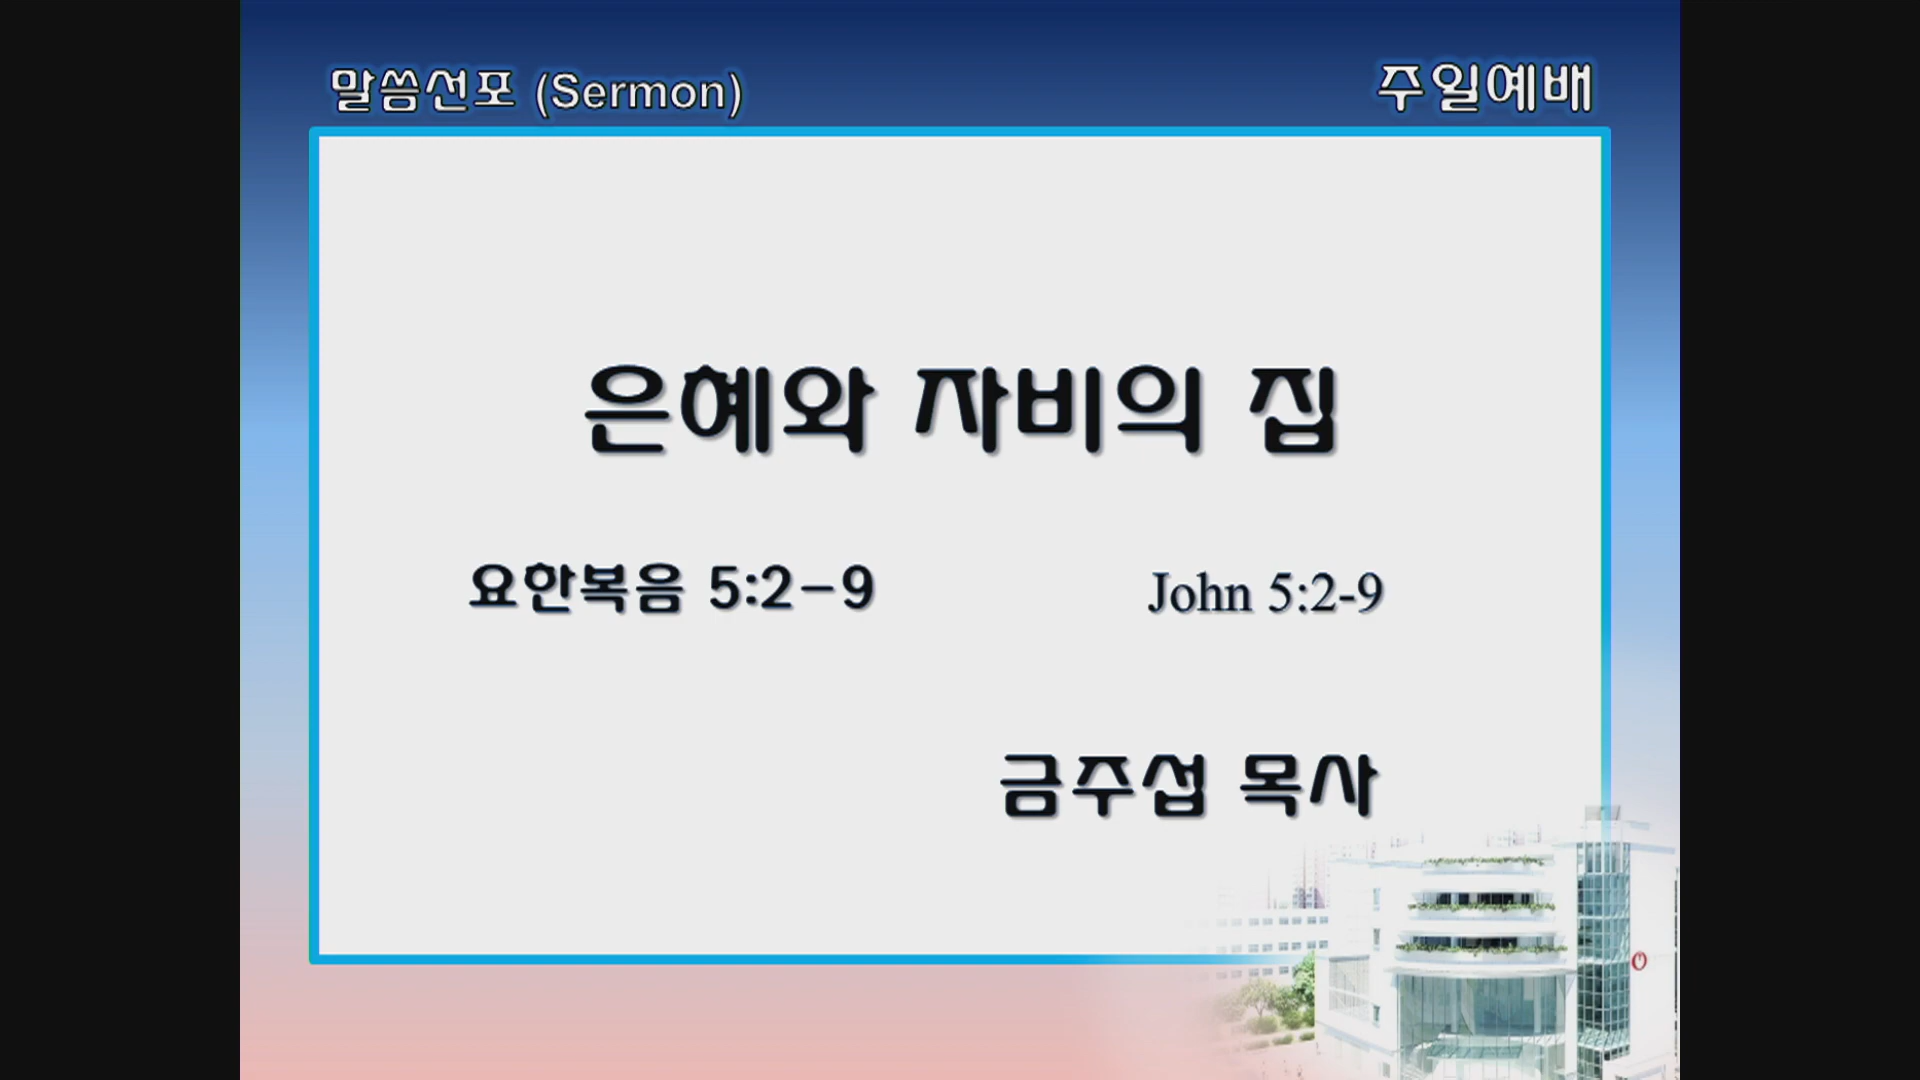 말씀선포 (Sermon)
주일예배
은혜와 자비의 집
요한복음 5:2-9
John 5:2-9
금주섭 목사